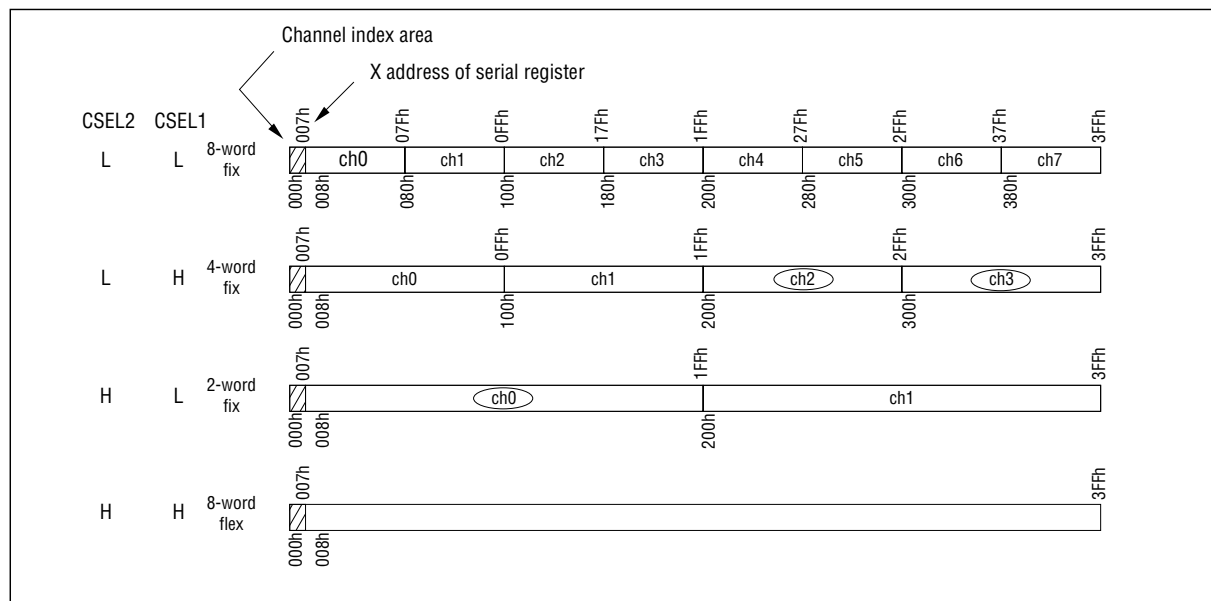 Channel index area
X address of serial register
CSEL2 CSEL1
007h 07Fh 0FFh 17Fh 1FFh 27Fh 2FFh 37Fh 3FFh
L L 8-word fix ch0 ch1 ch2 ch3 ch4 ch5 ch6 ch7
000h 008h 080h 100h 180h 200h 280h 300h 380h
007h 0FFh 1FFh 2FFh 3FFh
L H 4-word fix ch0 ch1 ch2 ch3
000h 008h 100h 200h 300h
007h 1FFh 3FFh
H L 2-word fix ch0 ch1
000h 008h 200h
007h 3FFh
H H 8-word flex
000h 008h